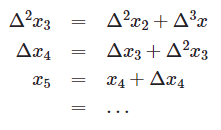 Δ²x₃ = Δ²x₂ + Δ³x
Δx₄ = Δx₃ + Δ²x₃
x₅ = x₄ + Δx₄
= ...